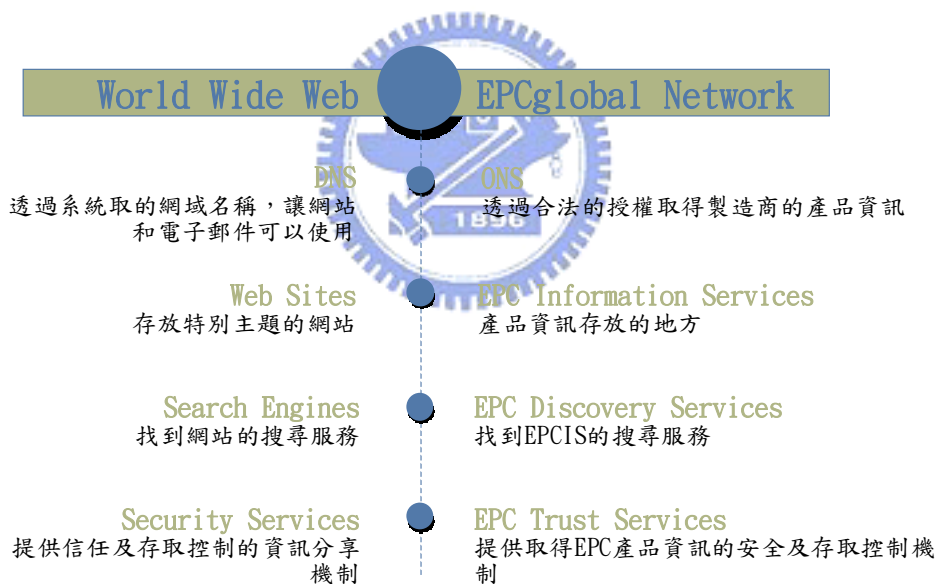 World Wide Web
EPCglobal Network
DNS
透過系統取的網域名稱，讓網站
和電子郵件可以使用
ONS
透過合法的授權取得製造商的產品資訊
1896
Web Sites
存放特別主題的網站
EPC Information Services
產品資訊存放的地方
Search Engines
找到網站的搜尋服務
EPC Discovery Services
找到EPCIS的搜尋服務
Security Services
提供信任及存取控制的資訊分享
機制
EPC Trust Services
提供取得EPC產品資訊的安全及存取控制機
制